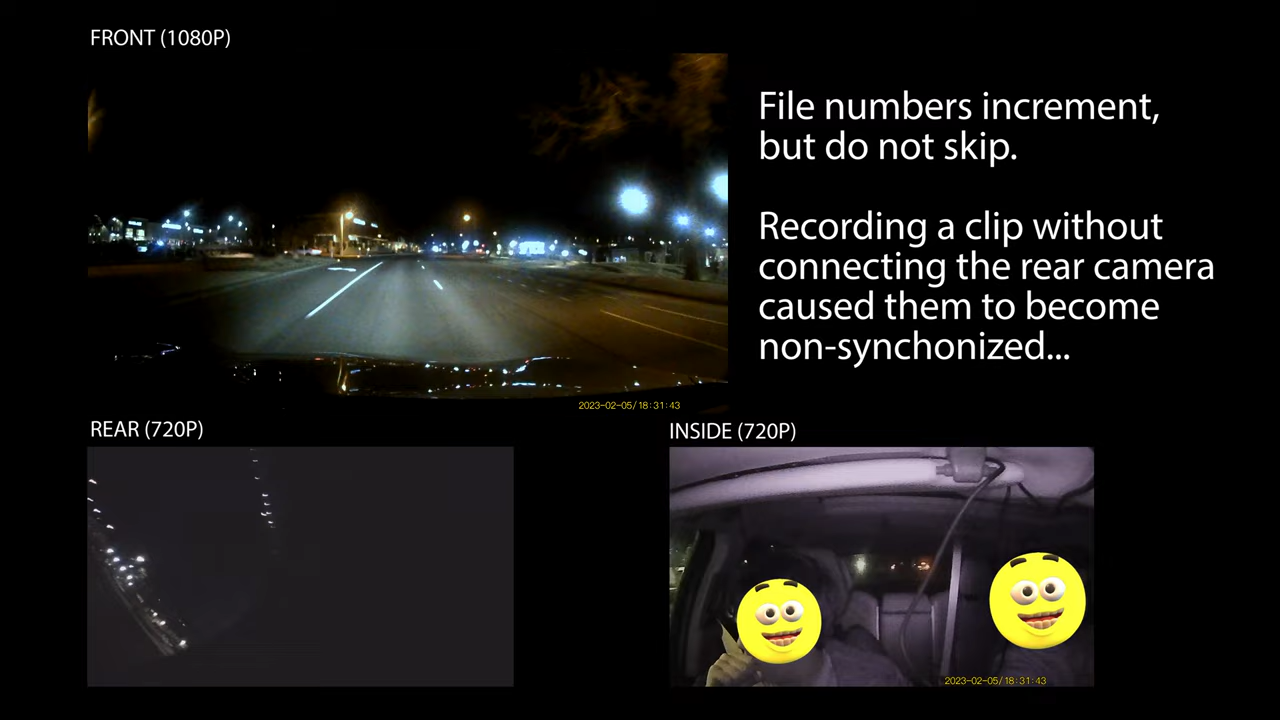 FRONT (1080P)
File numbers increment,
but do not skip.
Recording a clip without
connecting the rear camera
caused them to become
non-synchonized...
2023-02-05/18:31:43
REAR (720P)
INSIDE (720P)
2023-02-05/18:31:43